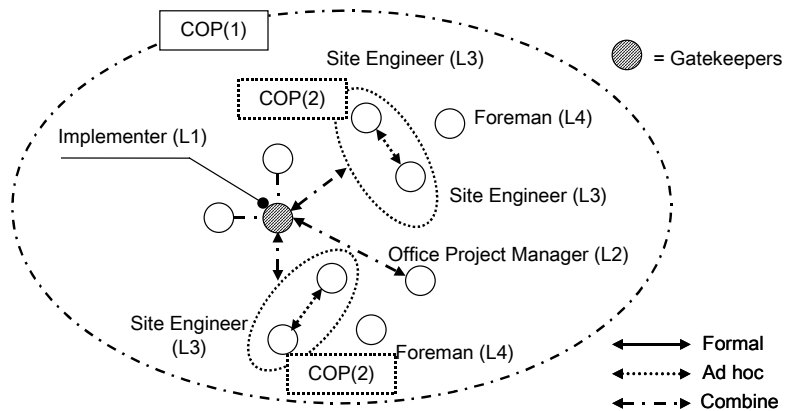 COP(1)
Site Engineer (L3)
= Gatekeepers
COP(2)
Foreman (L4)
Implementer (L1)
Site Engineer (L3)
Office Project Manager (L2)
Site Engineer
(L3)
Foreman (L4)
COP(2)
Formal
Ad hoc
Combine